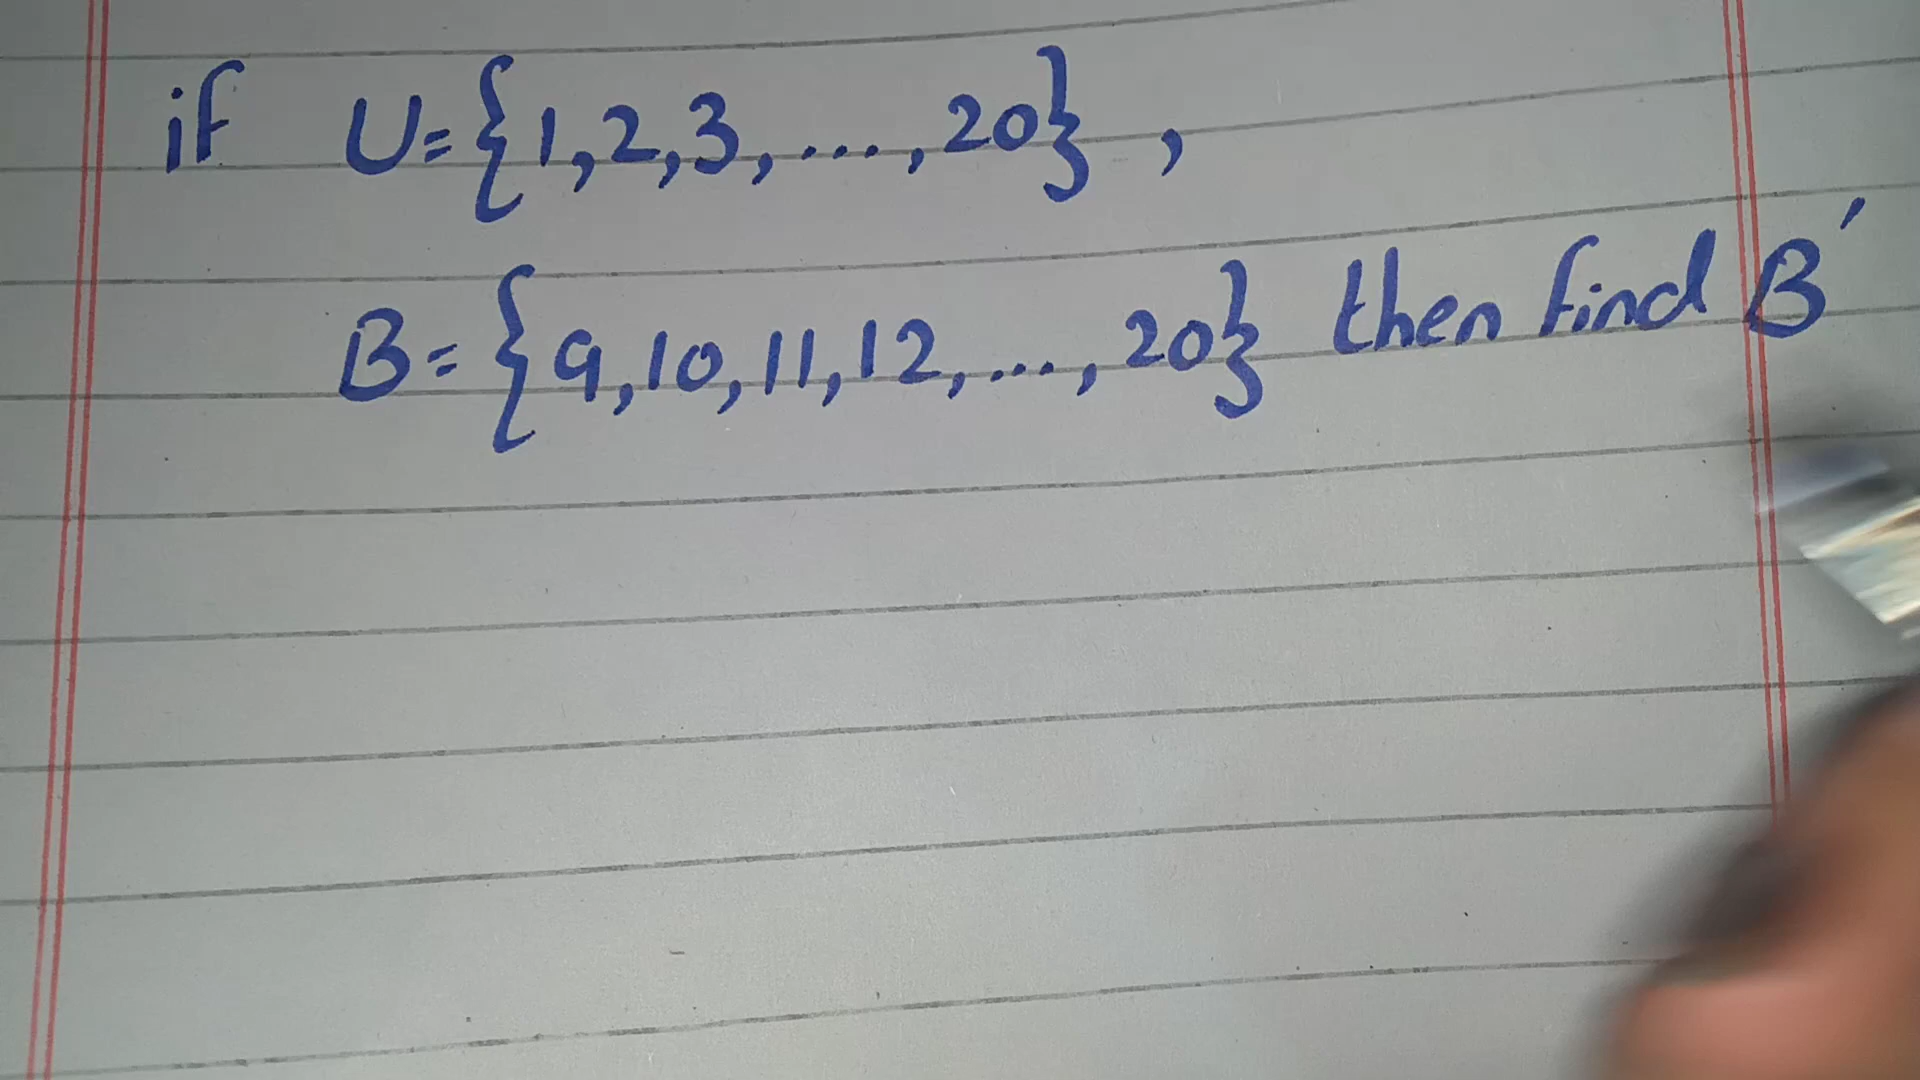 if U={1,2,3,...,20},
B={9,10,11,12,...,20} then find B'